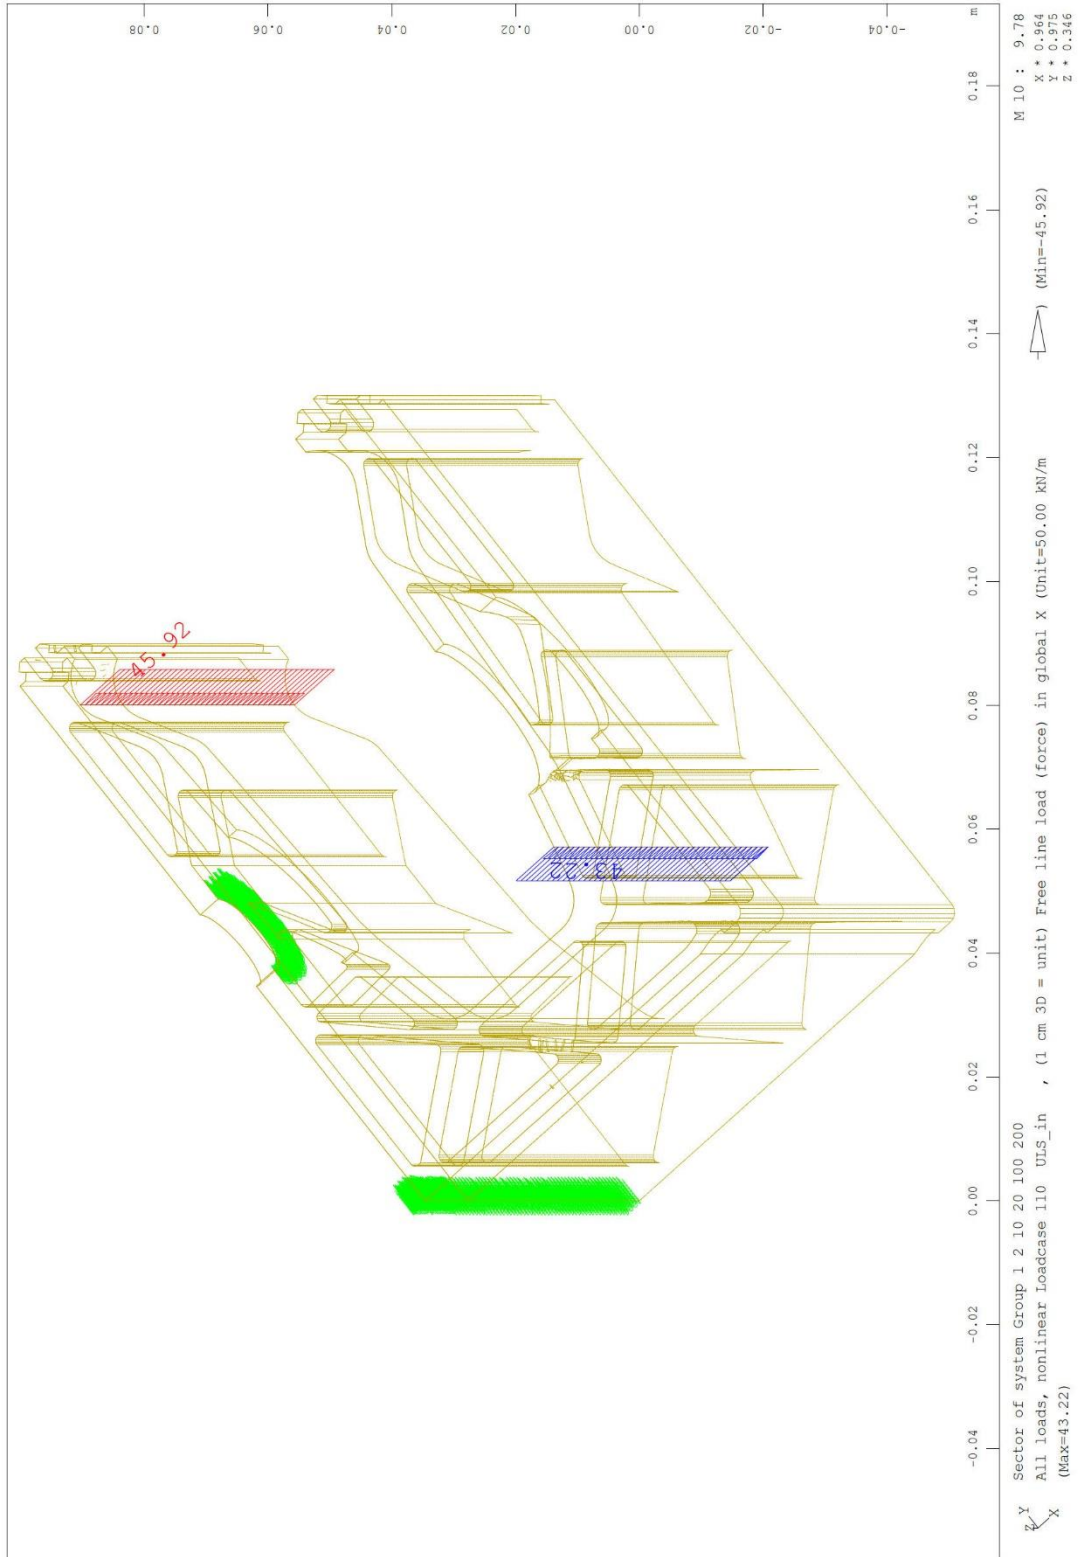 0.08
0.06
0.04
0.02
0.00
-0.02
-0.04
m
-0.04
-0.02
0.00
0.02
0.04
0.06
0.08
0.10
0.12
0.14
0.16
0.18
45.92
43.22
Sector of system Group 1 2 10 20 100 200
M 10 : 9.78
All loads, nonlinear Loadcase 110 ULS_in , (1 cm 3D = unit) Free line load (force) in global X (Unit=50.00 kN/m ) (Min=-45.92)
(Max=43.22)
X * 0.964
Y * 0.975
Z * 0.346
Z
Y
X